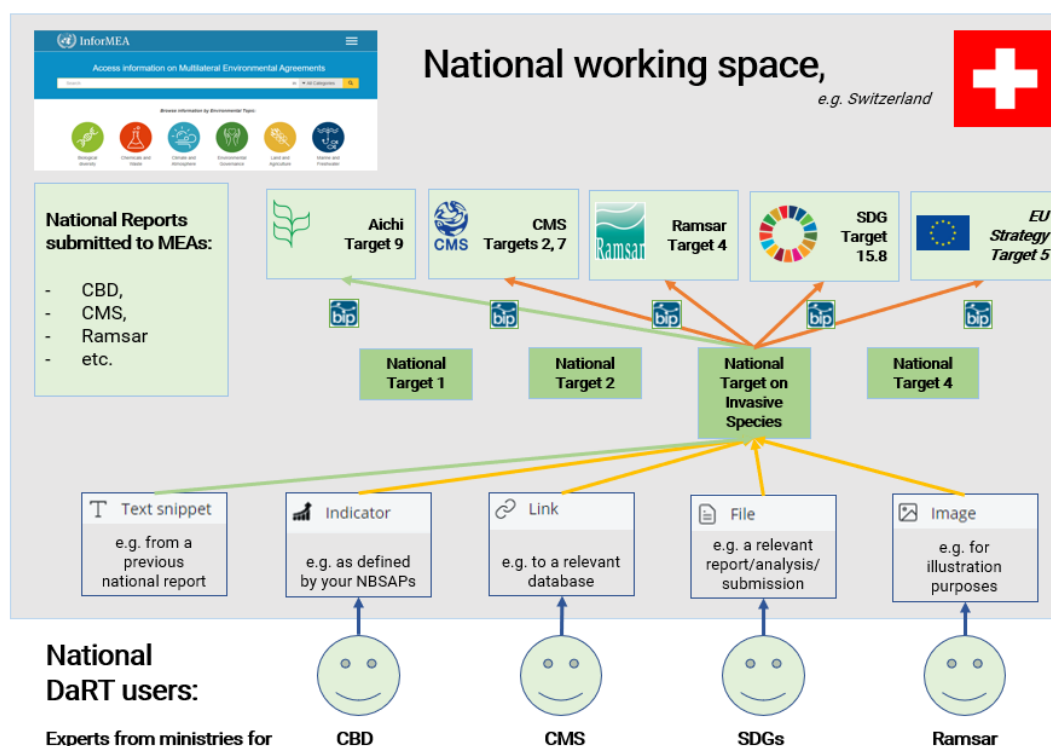 InforMEA
Access information on Multilateral Environmental Agreements
Search
in
All Categories
Browse information by Environmental Topic
Biological
diversity
Chemicals and
Waste
Climate and
Atmosphere
Environmental
Governance
Land and
Agriculture
Marine and
Freshwater
National working space,
e.g. Switzerland
National Reports
submitted to MEAs:
- CBD,
- CMS,
- Ramsar
- etc.
Aichi
Target 9
CMS
CMS
Targets 2, 7
Ramsar
Ramsar
Target 4
SDG
Target
15.8
EU
Strategy
Target 5
bip
bip
bip
bip
bip
National
Target 1
National
Target 2
National
Target on
Invasive
Species
National
Target 4
Text snippet
e.g. from a
previous
national report
Indicator
e.g. as defined
by your NBSAPs
Link
e.g. to a relevant
database
File
e.g. a relevant
report/analysis/
submission
Image
e.g. for
illustration
purposes
National
DaRT users:
Experts from ministries for
CBD
CMS
SDGs
Ramsar